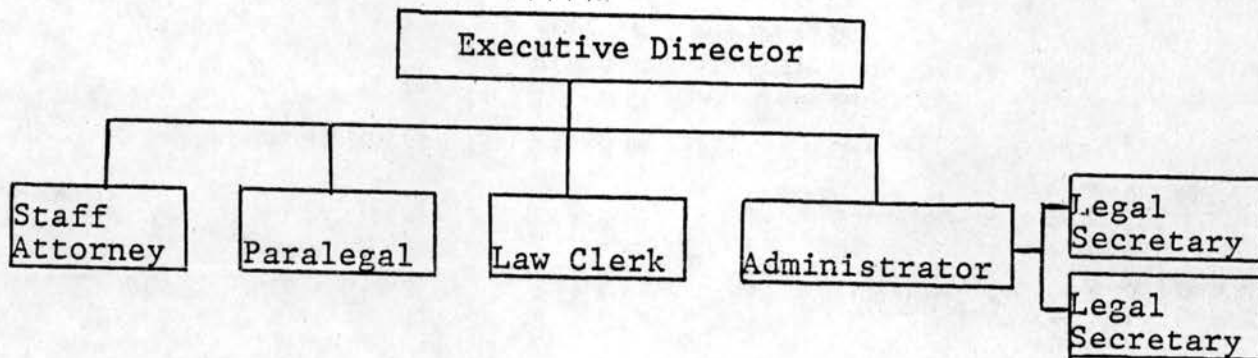 Executive Director
Staff
Attorney
Paralegal
Law Clerk
Administrator
Legal
Secretary
Legal
Secretary